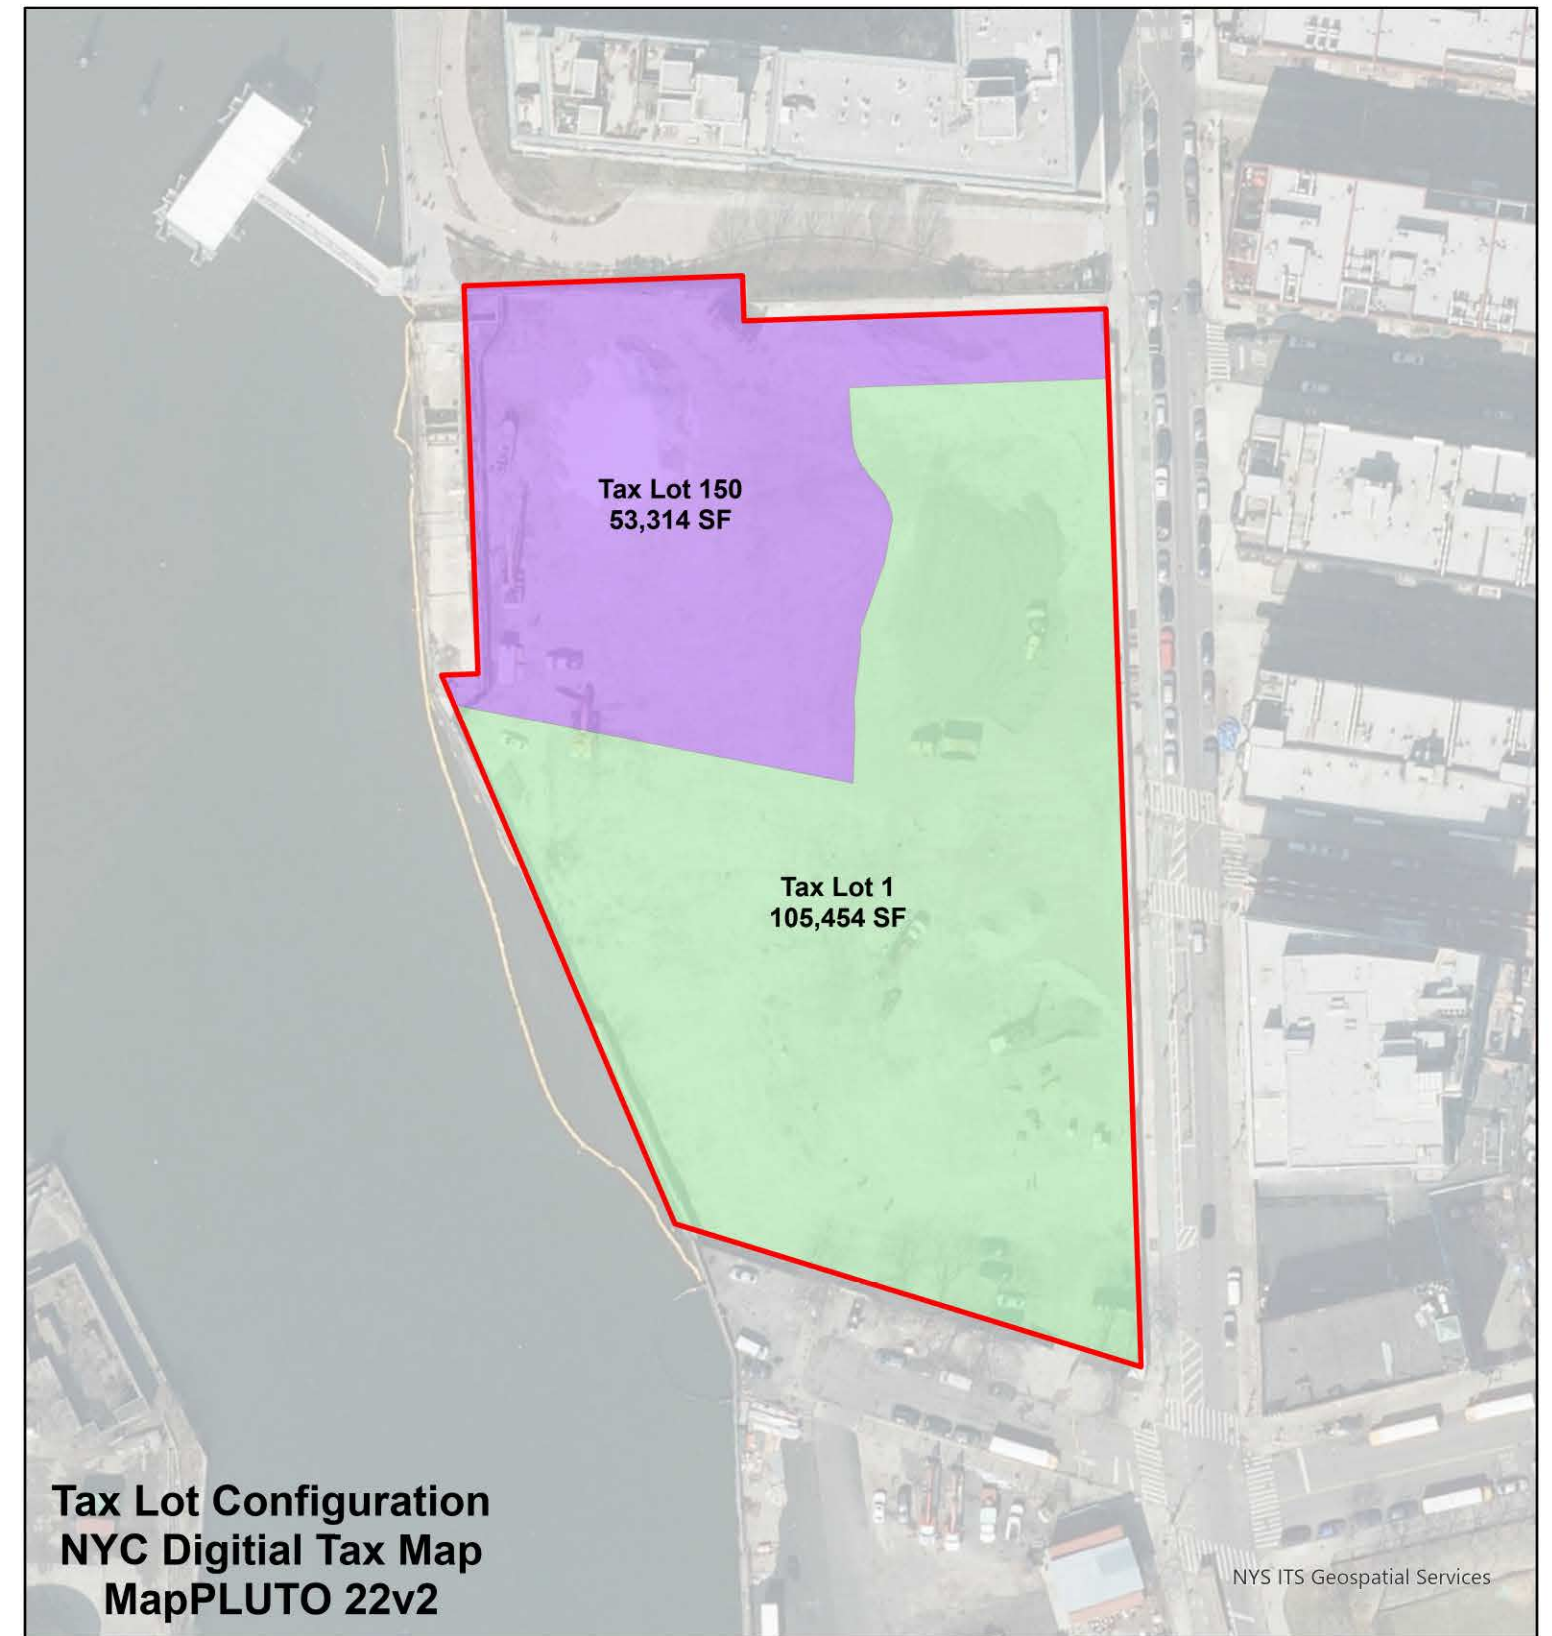 Tax Lot 150
53,314 SF
Tax Lot 1
105,454 SF
Tax Lot Configuration
NYC Digitial Tax Map
MapPLUTO 22v2
NYS ITS Geospatial Services